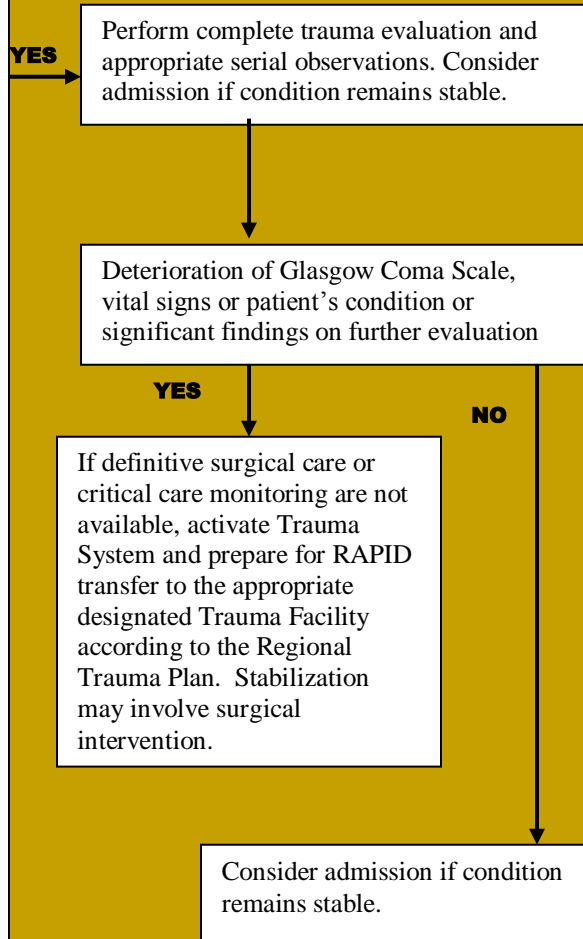 YES
Perform complete trauma evaluation and
appropriate serial observations. Consider
admission if condition remains stable.
Deterioration of Glasgow Coma Scale,
vital signs or patient’s condition or
significant findings on further evaluation
YES
NO
If definitive surgical care or
critical care monitoring are not
available, activate Trauma
System and prepare for RAPID
transfer to the appropriate
designated Trauma Facility
according to the Regional
Trauma Plan.  Stabilization
may involve surgical
intervention.
Consider admission if condition
remains stable.